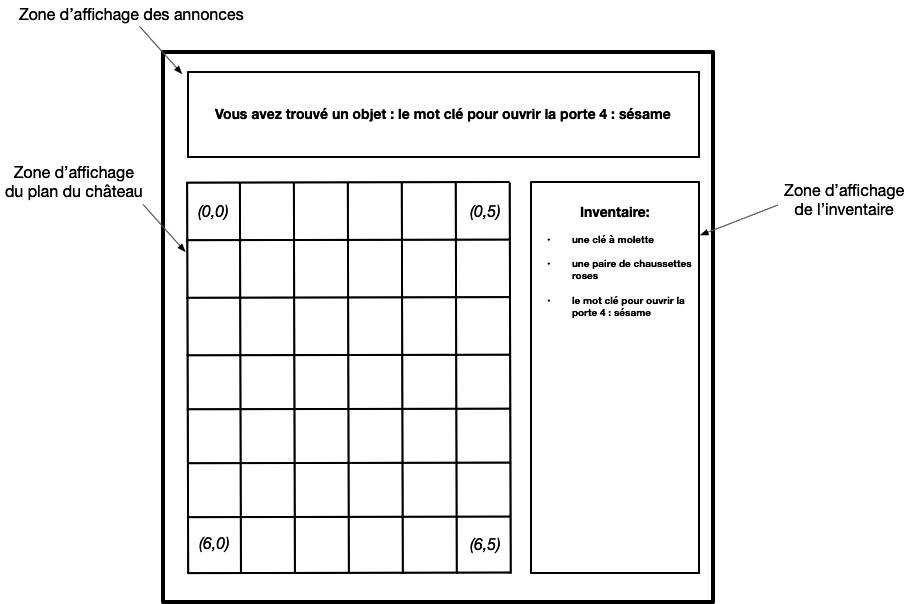 Zone d’affichage des annonces
Vous avez trouvé un objet : le mot clé pour ouvrir la porte 4 : sésame
Zone d’affichage
du plan du château
(0,0)
(0,5)
(6,0)
(6,5)
Inventaire:
• une clé à molette
• une paire de chaussettes
roses
• le mot clé pour ouvrir la
porte 4 : sésame
Zone d’affichage
de l’inventaire